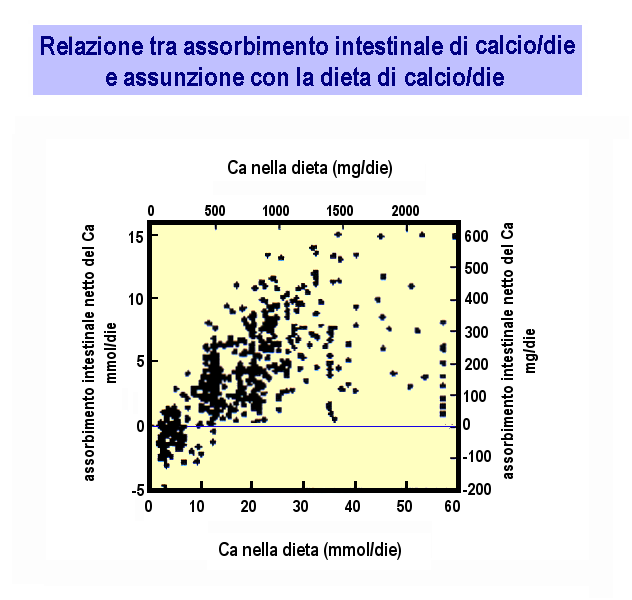 Relazione tra assorbimento intestinale di calcio/die
e assunzione con la dieta di calcio/die
Ca nella dieta (mg/die)
0 500 1000 1500 2000
assorbimento intestinale netto del Ca
mmol/die
15
10
5
0
-5
600
500
400
300
200
100
0
-100
-200
assorbimento intestinale netto del Ca
mg/die
0 10 20 30 40 50 60
Ca nella dieta (mmol/die)